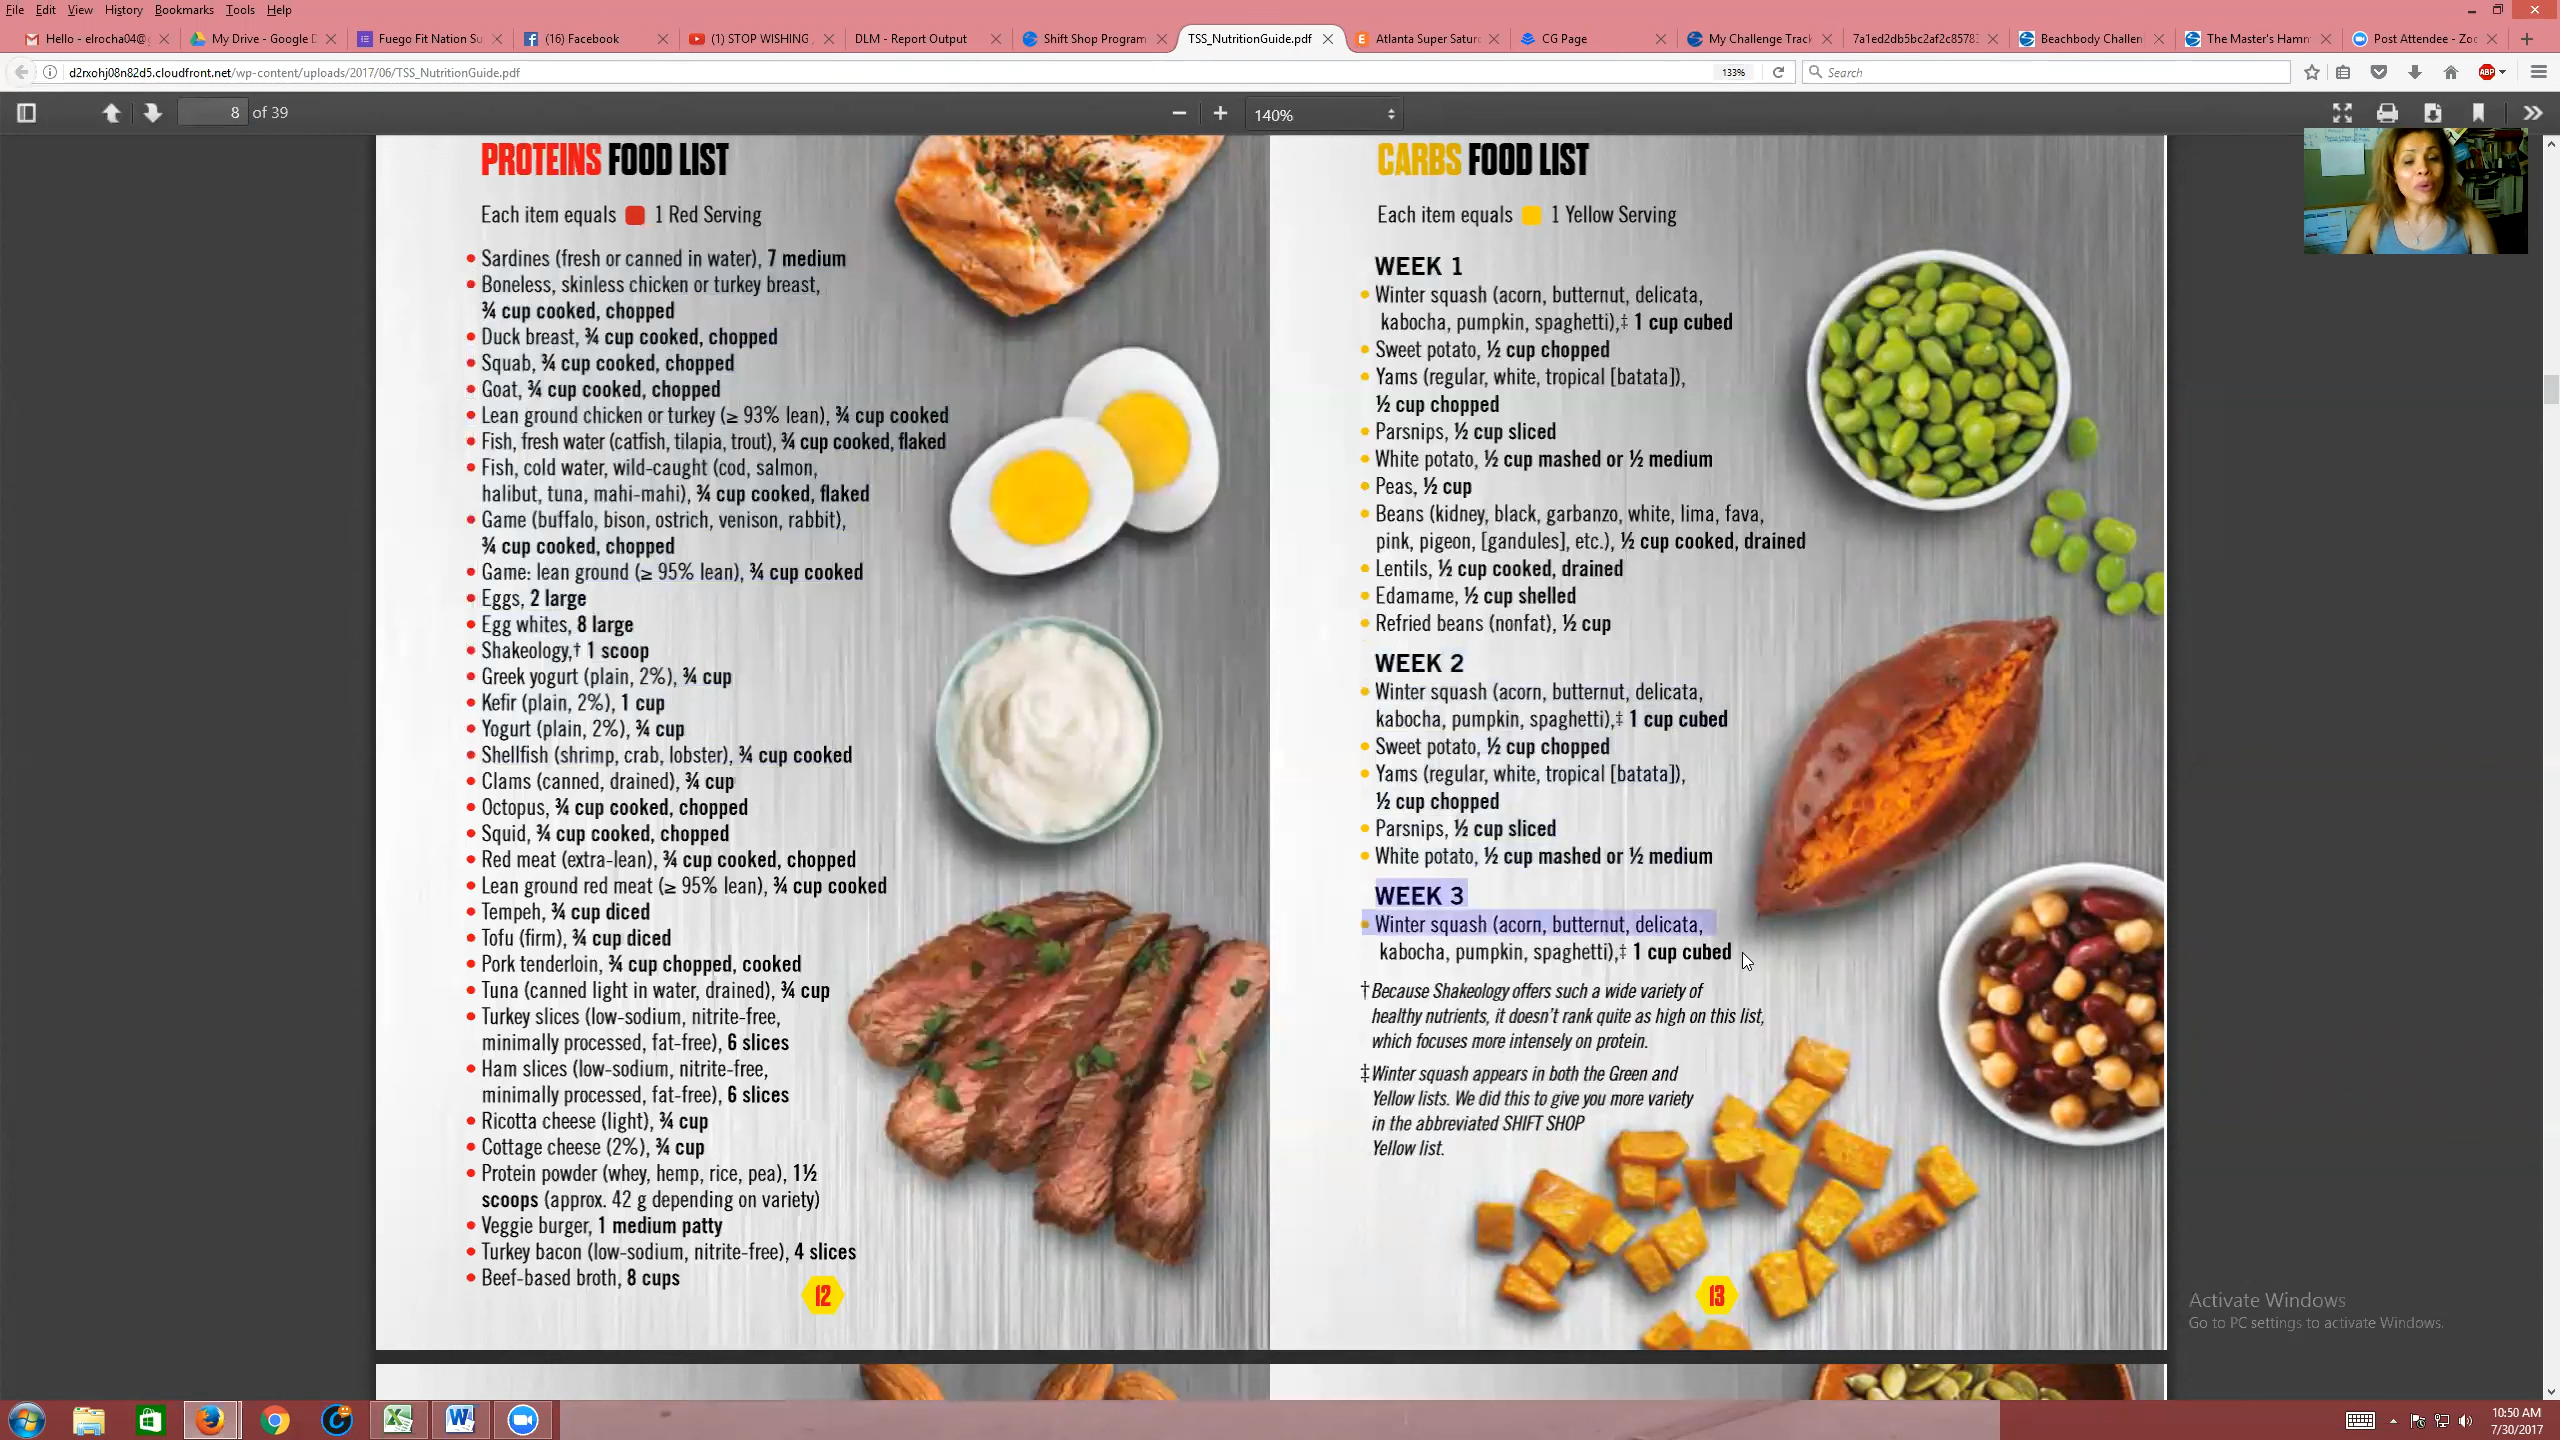 File Edit View History Bookmarks Tools Help
Hello - elrocha04@
My Drive - Google D
Fuego Fit Nation Su
(16) Facebook
(1) STOP WISHING
DLM - Report Output
Shift Shop Program
TSS_NutritionGuide.pdf
Atlanta Super Satur
CG Page
My Challenge Track
Beachbody Challen
The Master's Hamm
Post Attendee - Zoo
d2rxohj08n82d5.cloudfront.net/wp-content/uploads/2017/06/TSS_NutritionGuide.pdf
133%
Search
ABP
8 of 39
140%
PROTEINS FOOD LIST
Each item equals 1 Red Serving
• Sardines (fresh or canned in water), 7 medium
• Boneless, skinless chicken or turkey breast,
¾ cup cooked, chopped
• Duck breast, ¾ cup cooked, chopped
• Squab, ¾ cup cooked, chopped
• Goat, ¾ cup cooked, chopped
• Lean ground chicken or turkey (≥ 93% lean), ¾ cup cooked
• Fish, fresh water (catfish, tilapia, trout), ¾ cup cooked, flaked
• Fish, cold water, wild-caught (cod, salmon,
halibut, tuna, mahi-mahi), ¾ cup cooked, flaked
• Game (buffalo, bison, ostrich, venison, rabbit),
¾ cup cooked, chopped
• Game: lean ground (≥ 95% lean), ¾ cup cooked
• Eggs, 2 large
• Egg whites, 8 large
• Shakeology,† 1 scoop
• Greek yogurt (plain, 2%), ¾ cup
• Kefir (plain, 2%), 1 cup
• Yogurt (plain, 2%), ¾ cup
• Shellfish (shrimp, crab, lobster), ¾ cup cooked
• Clams (canned, drained), ¾ cup
• Octopus, ¾ cup cooked, chopped
• Squid, ¾ cup cooked, chopped
• Red meat (extra-lean), ¾ cup cooked, chopped
• Lean ground red meat (≥ 95% lean), ¾ cup cooked
• Tempeh, ¾ cup diced
• Tofu (firm), ¾ cup diced
• Pork tenderloin, ¾ cup chopped, cooked
• Tuna (canned light in water, drained), ¾ cup
• Turkey slices (low-sodium, nitrite-free,
minimally processed, fat-free), 6 slices
• Ham slices (low-sodium, nitrite-free,
minimally processed, fat-free), 6 slices
• Ricotta cheese (light), ¾ cup
• Cottage cheese (2%), ¾ cup
• Protein powder (whey, hemp, rice, pea), 1½
scoops (approx. 42 g depending on variety)
• Veggie burger, 1 medium patty
• Turkey bacon (low-sodium, nitrite-free), 4 slices
• Beef-based broth, 8 cups
12
CARBS FOOD LIST
Each item equals 1 Yellow Serving
WEEK 1
• Winter squash (acorn, butternut, delicata,
kabocha, pumpkin, spaghetti),‡ 1 cup cubed
• Sweet potato, ½ cup chopped
• Yams (regular, white, tropical [batata]),
½ cup chopped
• Parsnips, ½ cup sliced
• White potato, ½ cup mashed or ½ medium
• Peas, ½ cup
• Beans (kidney, black, garbanzo, white, lima, fava,
pink, pigeon, [gandules], etc.), ½ cup cooked, drained
• Lentils, ½ cup cooked, drained
• Edamame, ½ cup shelled
• Refried beans (nonfat), ½ cup
WEEK 2
• Winter squash (acorn, butternut, delicata,
kabocha, pumpkin, spaghetti),‡ 1 cup cubed
• Sweet potato, ½ cup chopped
• Yams (regular, white, tropical [batata]),
½ cup chopped
• Parsnips, ½ cup sliced
• White potato, ½ cup mashed or ½ medium
WEEK 3
• Winter squash (acorn, butternut, delicata,
kabocha, pumpkin, spaghetti),‡ 1 cup cubed
† Because Shakeology offers such a wide variety of
healthy nutrients, it doesn't rank quite as high on this list,
which focuses more intensely on protein.
‡ Winter squash appears in both the Green and
Yellow lists. We did this to give you more variety
in the abbreviated SHIFT SHOP
Yellow list.
13
Activate Windows
Go to PC settings to activate Windows.
10:50 AM
7/30/2017